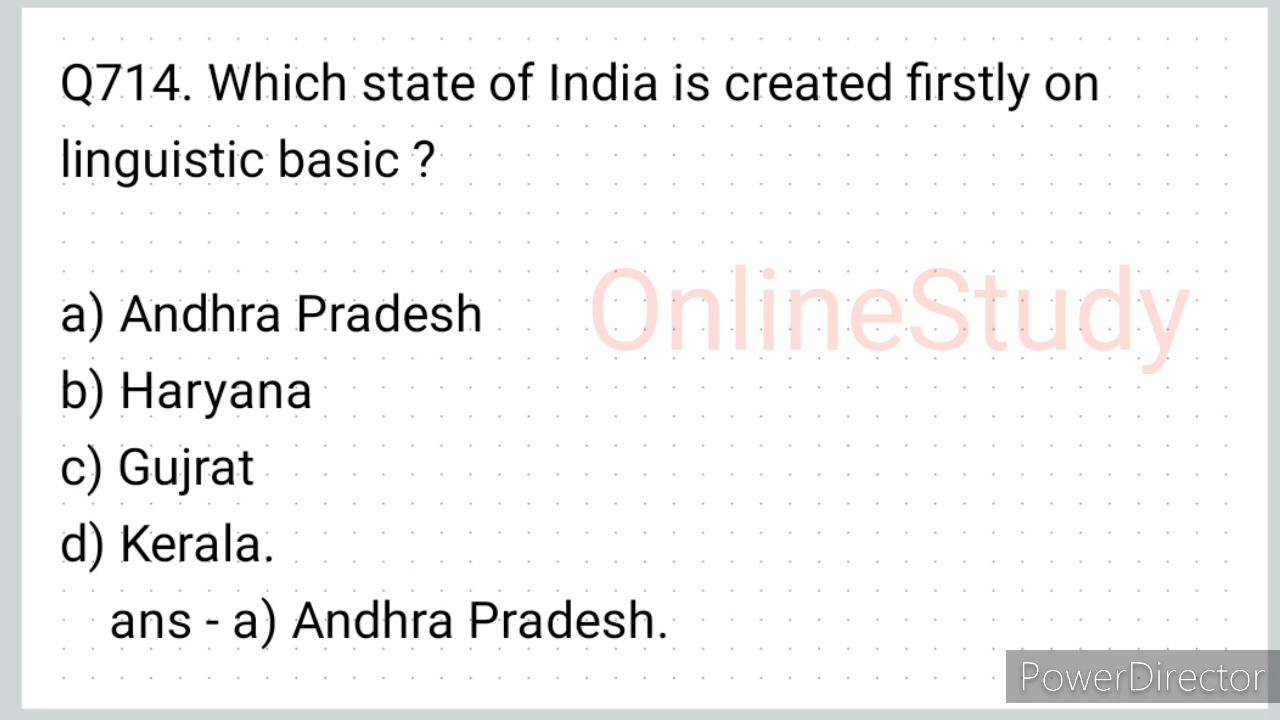 Q714. Which state of India is created firstly on
linguistic basic ?
a) Andhra Pradesh
OnlineStudy
b) Haryana
c) Gujrat
d) Kerala.
ans - a) Andhra Pradesh.
PowerDirector